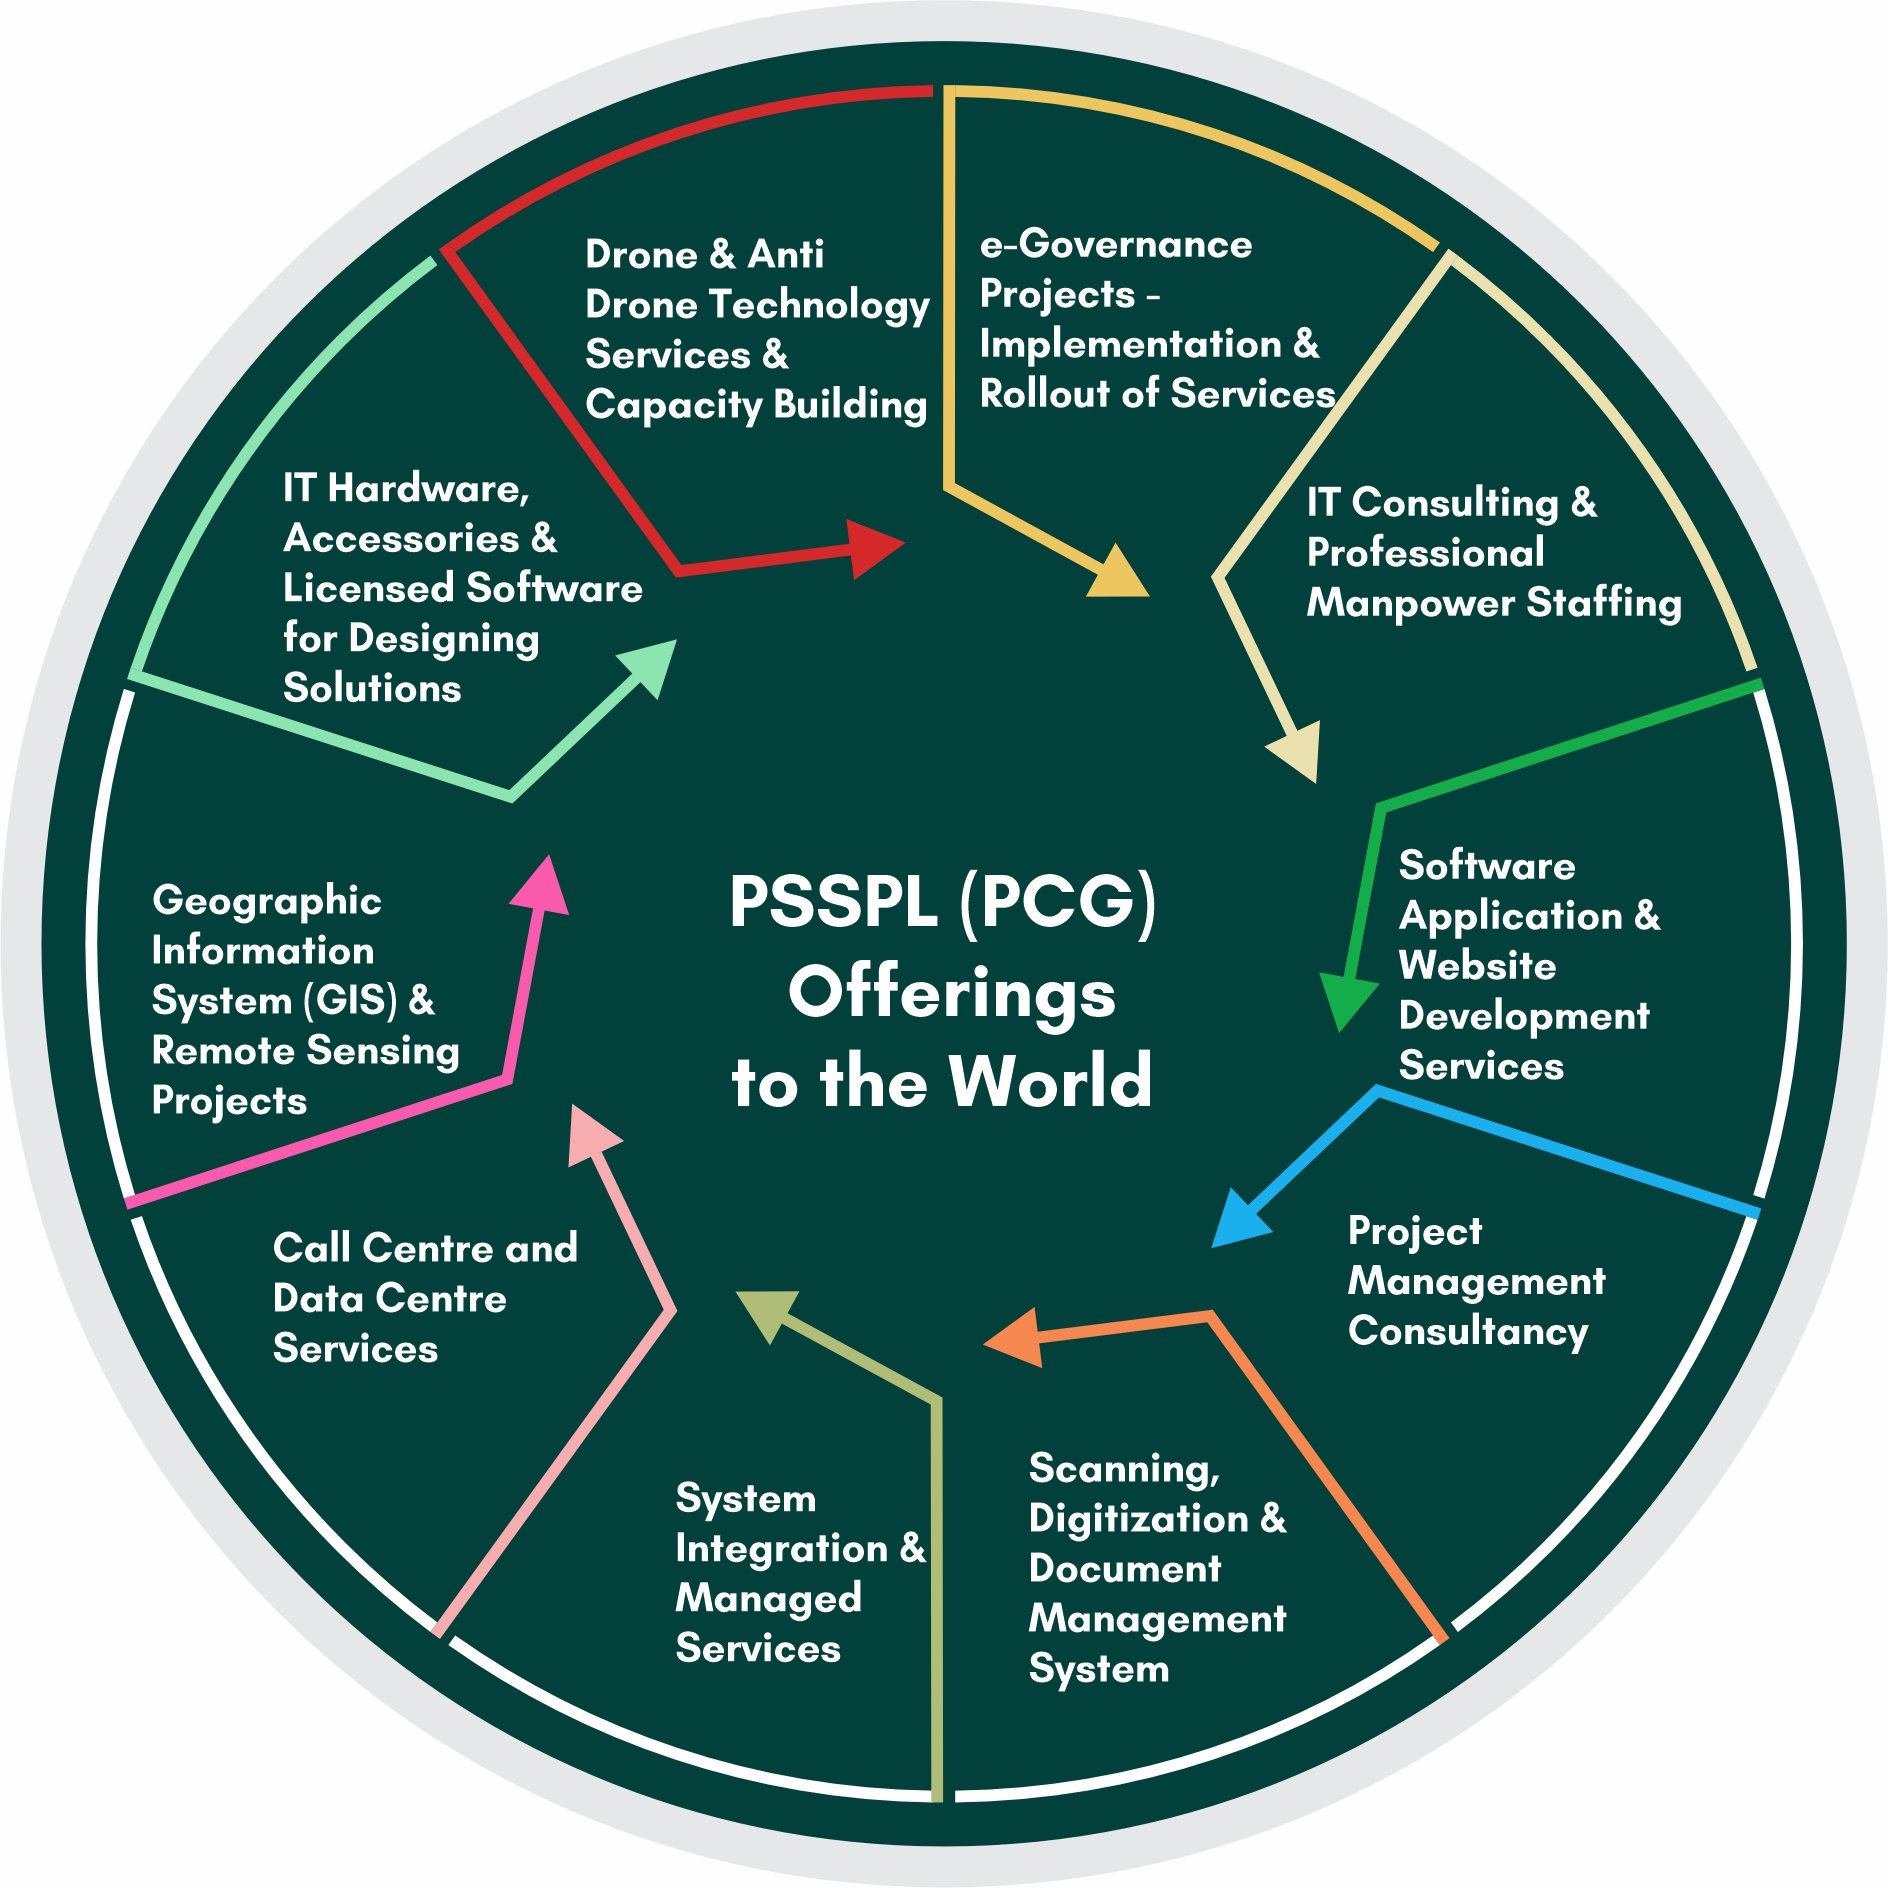 Drone & Anti
Drone Technology
Services &
Capacity Building
e-Governance
Projects -
Implementation &
Rollout of Services
IT Consulting &
Professional
Manpower Staffing
Software
Application &
Website
Development
Services
Project
Management
Consultancy
Scanning,
Digitization &
Document
Management
System
System
Integration &
Managed
Services
Call Centre and
Data Centre
Services
Geographic
Information
System (GIS) &
Remote Sensing
Projects
IT Hardware,
Accessories &
Licensed Software
for Designing
Solutions
PSSPL (PCG)
Offerings
to the World